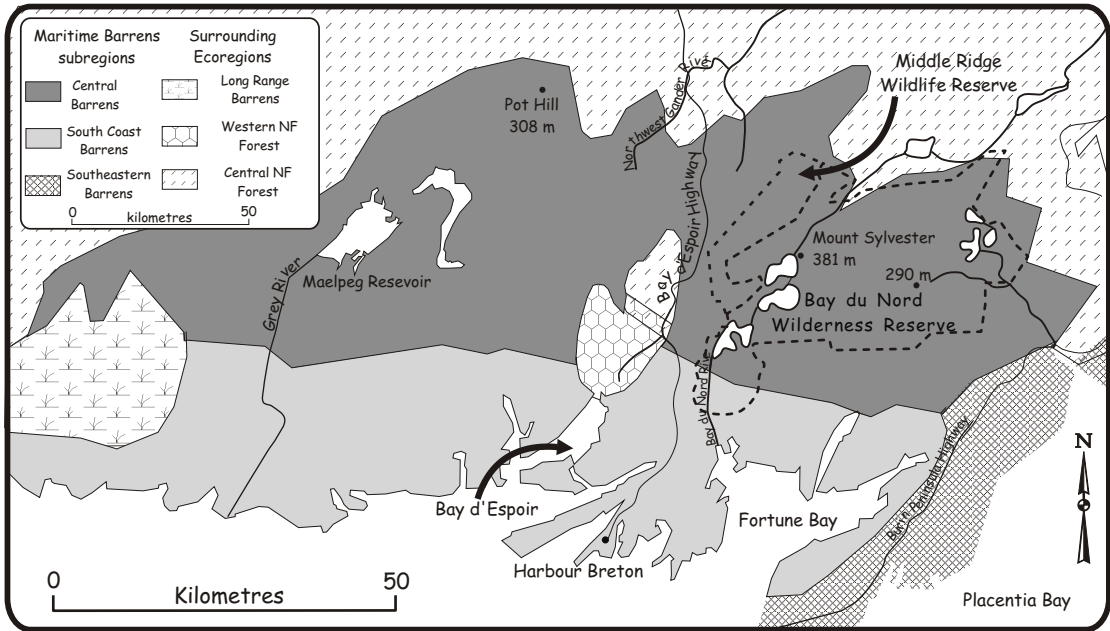 Maritime Barrens
subregions
Central
Barrens
South Coast
Barrens
Southeastern
Barrens
Surrounding
Ecoregions
Long Range
Barrens
Western NF
Forest
Central NF
Forest
0 kilometres 50
Pot Hill
308 m
Northwest Gander River
Middle Ridge
Wildlife Reserve
Bay d'Espoir Highway
Mount Sylvester
381 m
290 m
Maelpeg Resevoir
Grey River
Bay du Nord
Wilderness Reserve
Bay du Nord River
Burin Peninsula Highway
N
Bay d'Espoir
Fortune Bay
Harbour Breton
Placentia Bay
0 Kilometres 50